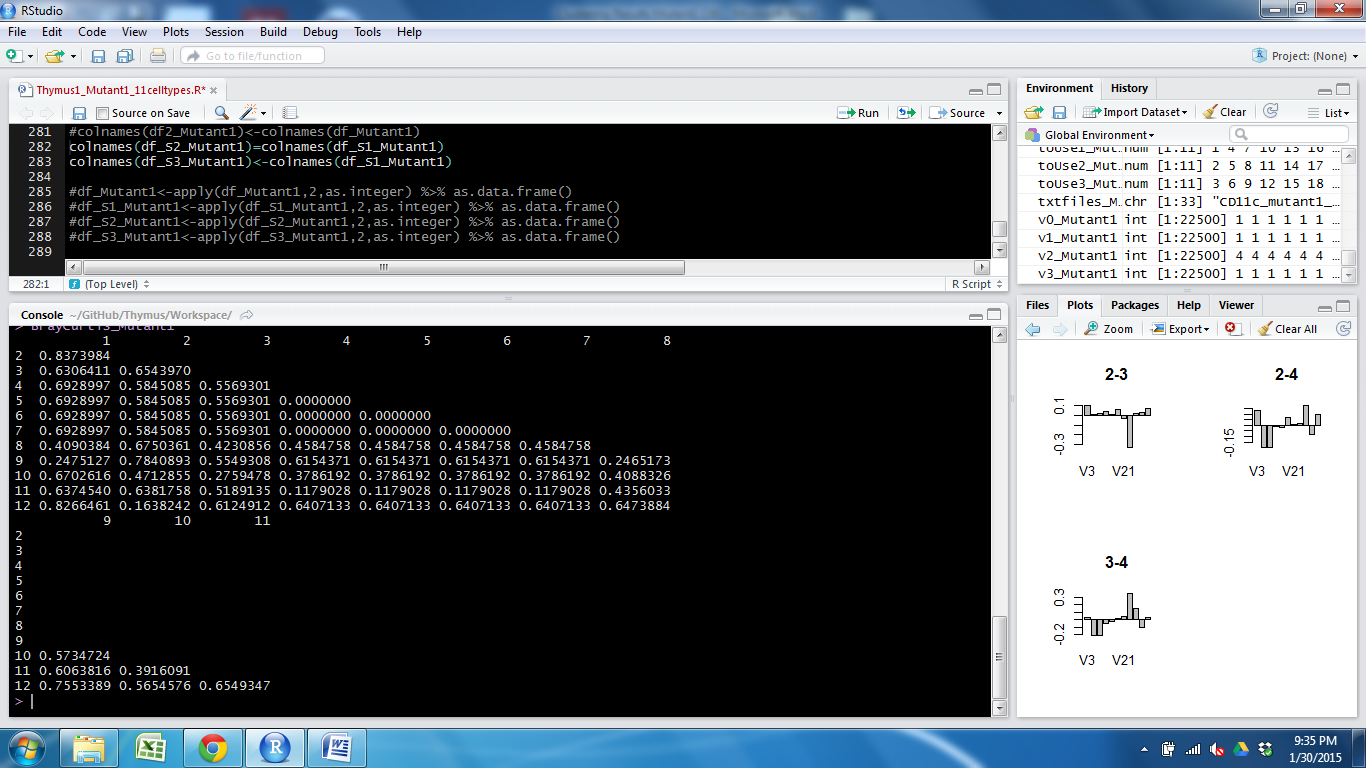 RStudio
File Edit Code View Plots Session Build Debug Tools Help
Go to file/function
Project: (None)
Thymus1_Mutant1_11celltypes.R*
Source on Save
Run
Source
281 #colnames(df2_Mutant1)<-colnames(df_Mutant1)
282 colnames(df_S2_Mutant1)=colnames(df_S1_Mutant1)
283 colnames(df_S3_Mutant1)<-colnames(df_S1_Mutant1)
284
285 #df_Mutant1<-apply(df_Mutant1,2,as.integer) %>% as.data.frame()
286 #df_S1_Mutant1<-apply(df_S1_Mutant1,2,as.integer) %>% as.data.frame()
287 #df_S2_Mutant1<-apply(df_S2_Mutant1,2,as.integer) %>% as.data.frame()
288 #df_S3_Mutant1<-apply(df_S3_Mutant1,2,as.integer) %>% as.data.frame()
289
282:1 (Top Level) R Script
Console ~/GitHub/Thymus/Workspace/
> BrayCurtis_Mutant1
1 2 3 4 5 6 7 8
2 0.8373984
3 0.6306411 0.6543970
4 0.6928997 0.5845085 0.5569301
5 0.6928997 0.5845085 0.5569301 0.0000000
6 0.6928997 0.5845085 0.5569301 0.0000000 0.0000000
7 0.6928997 0.5845085 0.5569301 0.0000000 0.0000000 0.0000000
8 0.4090384 0.6750361 0.4230856 0.4584758 0.4584758 0.4584758 0.4584758
9 0.2475127 0.7840893 0.5549308 0.6154371 0.6154371 0.6154371 0.6154371 0.2465173
10 0.6702616 0.4712855 0.2759478 0.3786192 0.3786192 0.3786192 0.3786192 0.4088326
11 0.6374540 0.6381758 0.5189135 0.1179028 0.1179028 0.1179028 0.1179028 0.4356033
12 0.8266461 0.1638242 0.6124912 0.6407133 0.6407133 0.6407133 0.6407133 0.6473884
9 10 11
2
3
4
5
6
7
8
9
10 0.5734724
11 0.6063816 0.3916091
12 0.7553389 0.5654576 0.6549347
>
Environment History
Import Dataset Clear List
Global Environment
toUse1_Mut… num [1:11] 1 4 7 10 13 16 …
toUse2_Mut… num [1:11] 2 5 8 11 14 17 …
toUse3_Mut… num [1:11] 3 6 9 12 15 18 …
txtfiles_M… chr [1:33] "CD11c_mutant1_…
v0_Mutant1 int [1:22500] 1 1 1 1 1 1 …
v1_Mutant1 int [1:22500] 1 1 1 1 1 1 …
v2_Mutant1 int [1:22500] 4 4 4 4 4 4 …
v3_Mutant1 int [1:22500] 1 1 1 1 1 1 …
Files Plots Packages Help Viewer
Zoom Export Clear All
2-3
0.1
-0.3
V3 V21
2-4
-0.15
V3 V21
3-4
0.3
-0.2
V3 V21
9:35 PM
1/30/2015